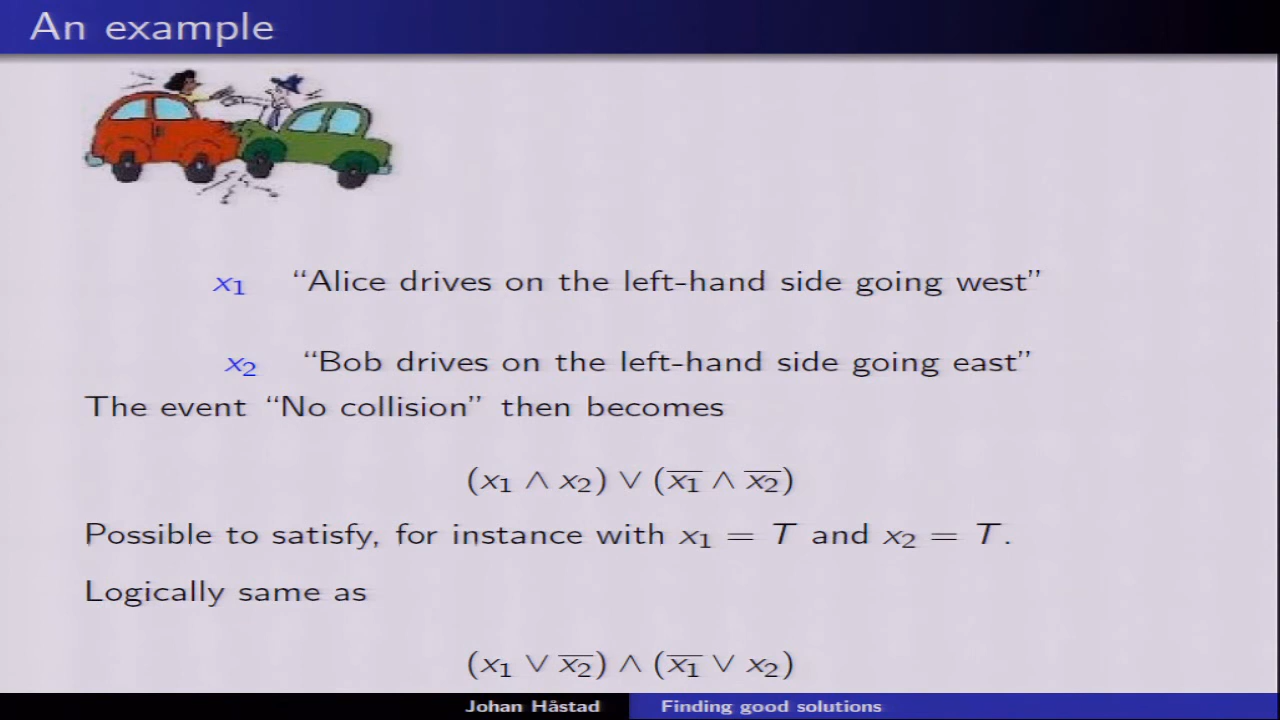 An example
x₁ “Alice drives on the left-hand side going west”
x₂ “Bob drives on the left-hand side going east”
The event “No collision” then becomes
(x₁ ∧ x₂) ∨ (x̅₁ ∧ x̅₂)
Possible to satisfy, for instance with x₁ = T and x₂ = T.
Logically same as
(x₁ ∨ x̅₂) ∧ (x̅₁ ∨ x₂)
Johan Håstad Finding good solutions